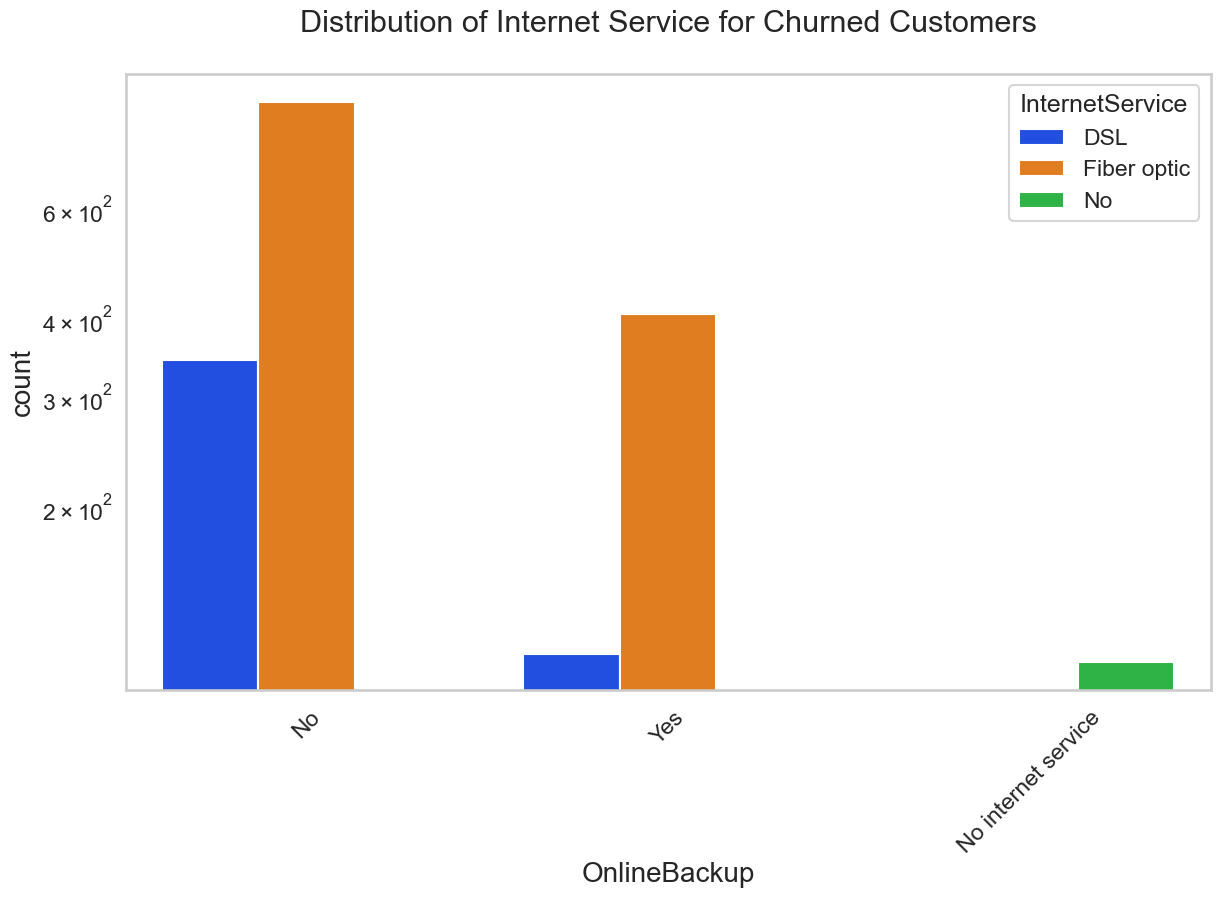 Distribution of Internet Service for Churned Customers
InternetService
DSL
Fiber optic
No
6 × 10²
4 × 10²
3 × 10²
2 × 10²
count
No
Yes
No internet service
OnlineBackup